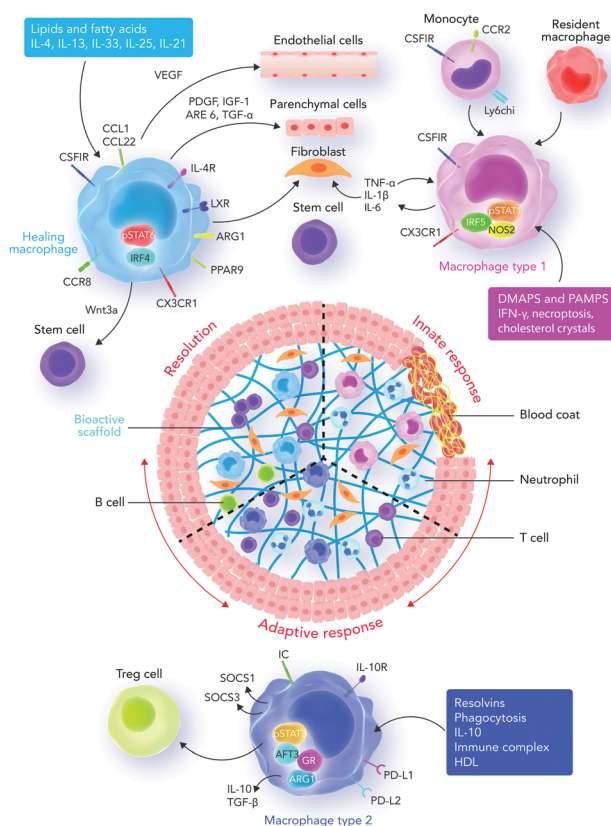 Lipids and fatty acids
IL-4, IL-13, IL-33, IL-25, IL-21
Endothelial cells
VEGF
PDGF, IGF-1
ARE 6, TGF-α
Parenchymal cells
Fibroblast
CCL1
CCL22
CSFIR
IL-4R
LXR
pSTAT6
IRF4
ARG1
PPAR9
Healing
macrophage
CCR8
CX3CR1
Wnt3a
Stem cell
Stem cell
Monocyte
CCR2
CSFIR
Ly6chi
Resident
macrophage
CSFIR
TNF-α
IL-1β
IL-6
pSTAT1
IRF5
NOS2
CX3CR1
Macrophage type 1
DMAPS and PAMPS
IFN-γ, necroptosis,
cholesterol crystals
Resolution
Innate response
Adaptive response
Bioactive
scaffold
B cell
Blood coat
Neutrophil
T cell
Treg cell
IC
SOCS1
SOCS3
IL-10R
pSTAT3
AFT3
GR
ARG1
IL-10
TGF-β
PD-L1
PD-L2
Macrophage type 2
Resolvins
Phagocytosis
IL-10
Immune complex
HDL